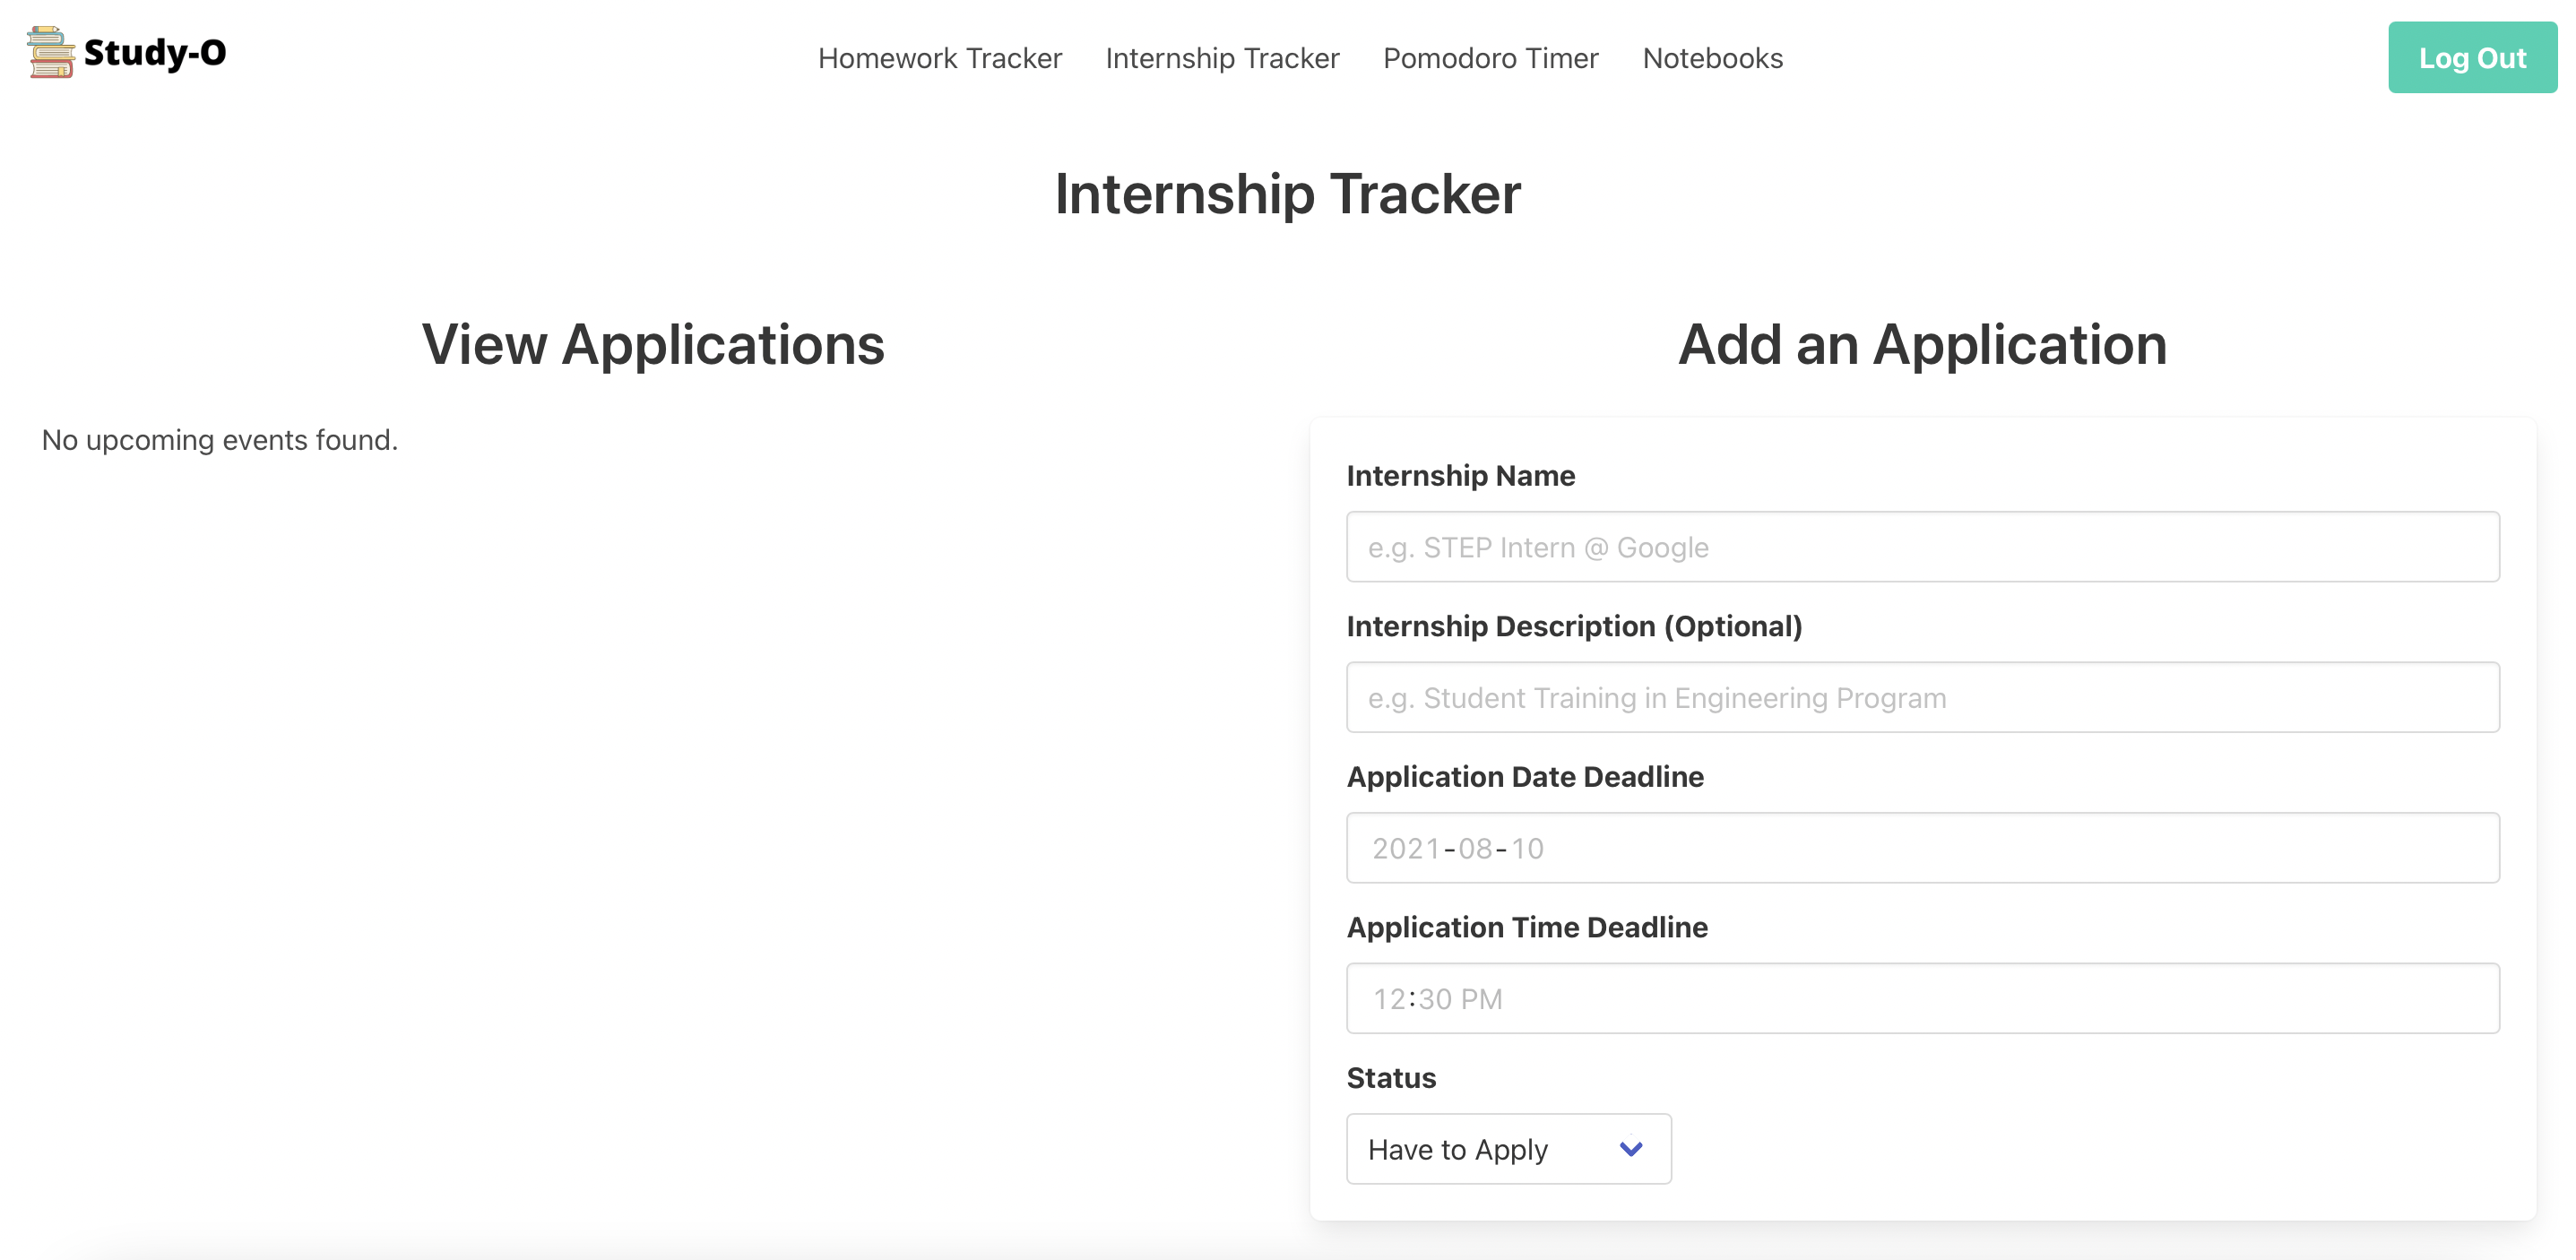 Study-O
Homework Tracker
Internship Tracker
Pomodoro Timer
Notebooks
Log Out
Internship Tracker
View Applications
No upcoming events found.
Add an Application
Internship Name
e.g. STEP Intern @ Google
Internship Description (Optional)
e.g. Student Training in Engineering Program
Application Date Deadline
2021-08-10
Application Time Deadline
12:30 PM
Status
Have to Apply